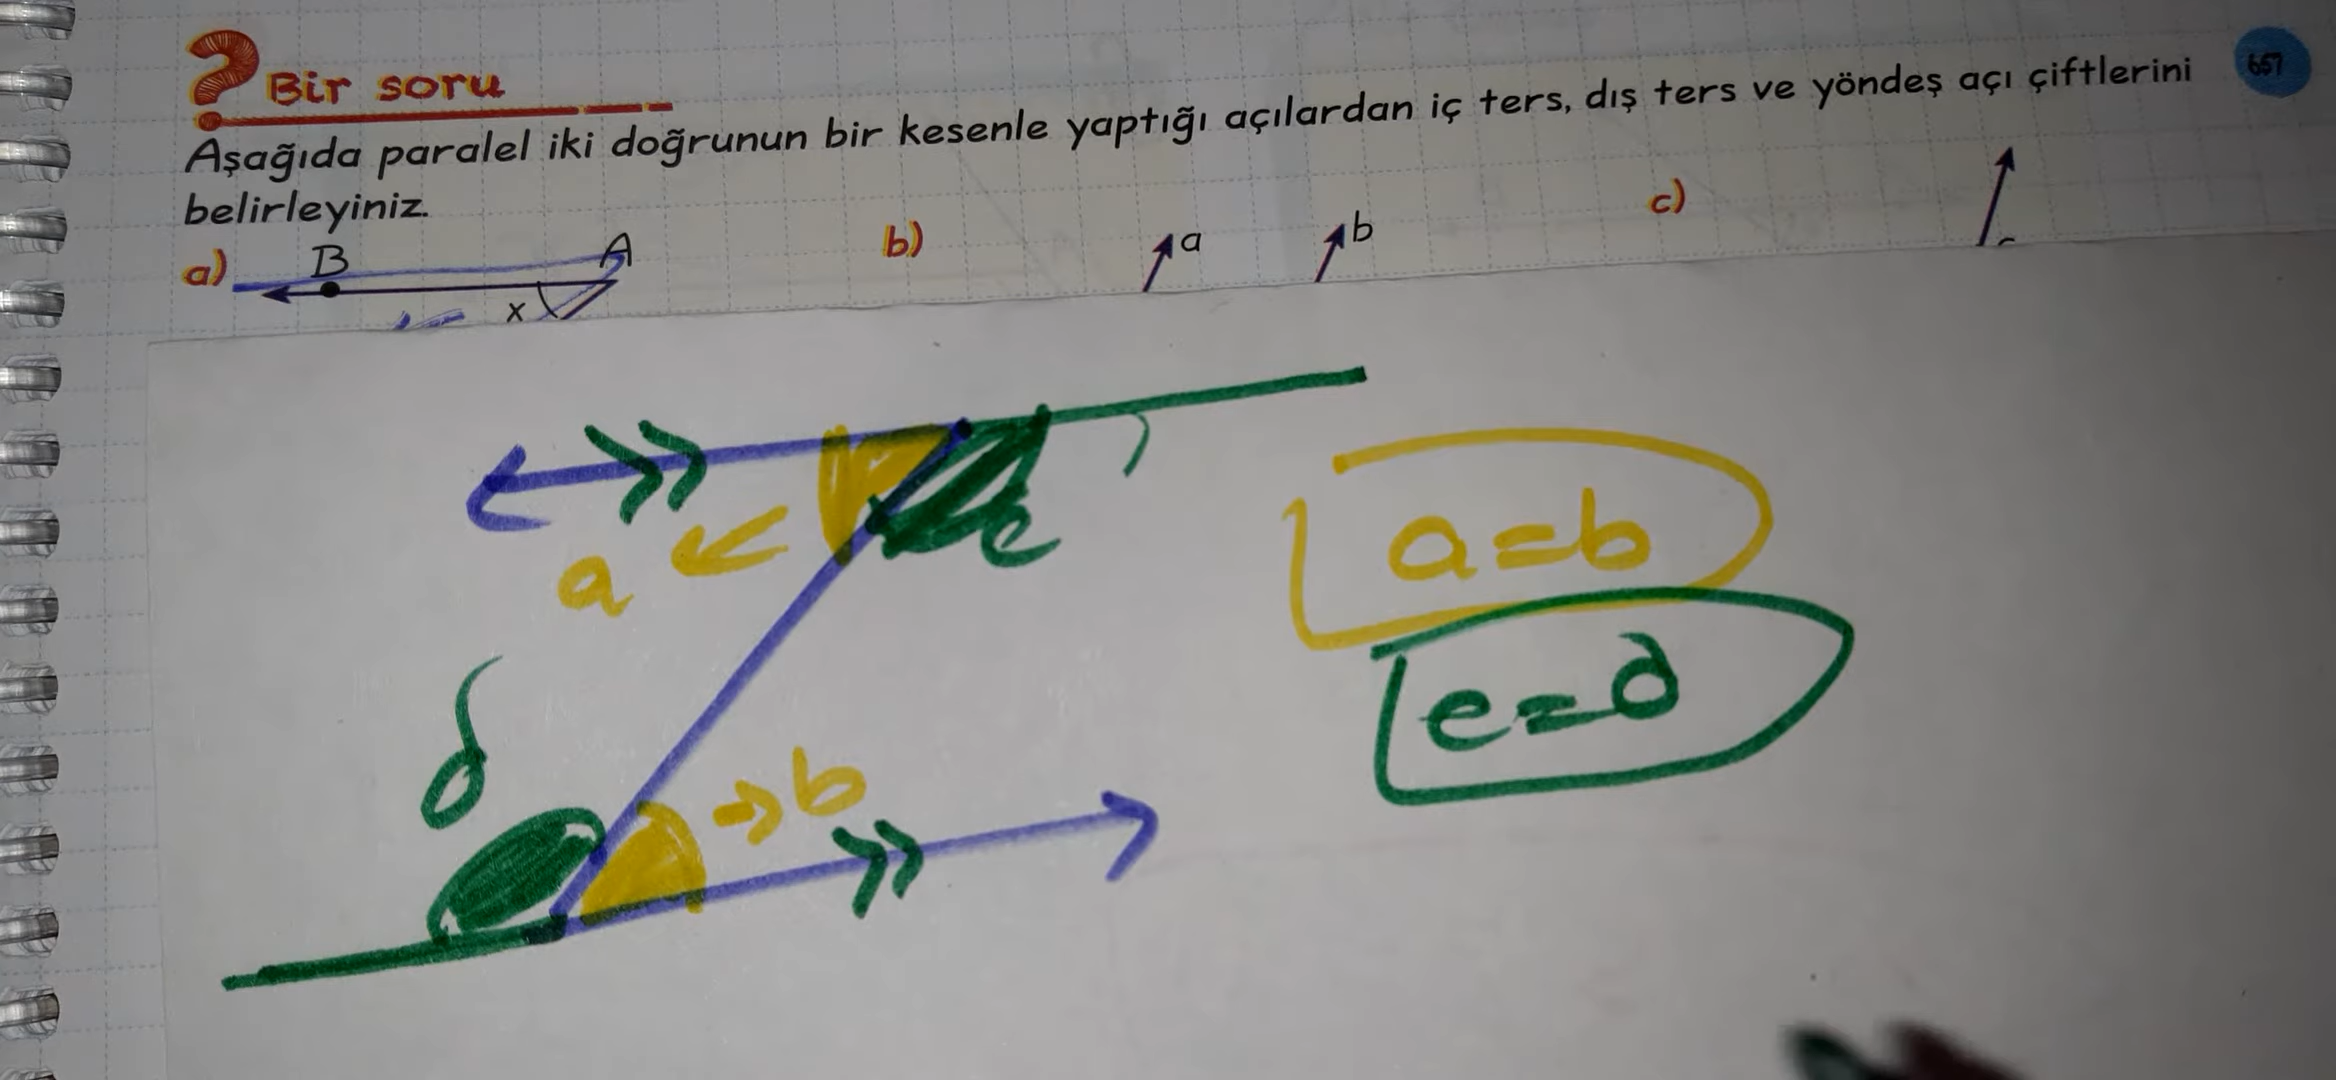 ? Bir soru
Aşağıda paralel iki doğrunun bir kesenle yaptığı açılardan iç ters, dış ters ve yöndeş açı çiftlerini
belirleyiniz.
657
a) B A
x
b) a b
c)
a
e
b
a=b
e=∂